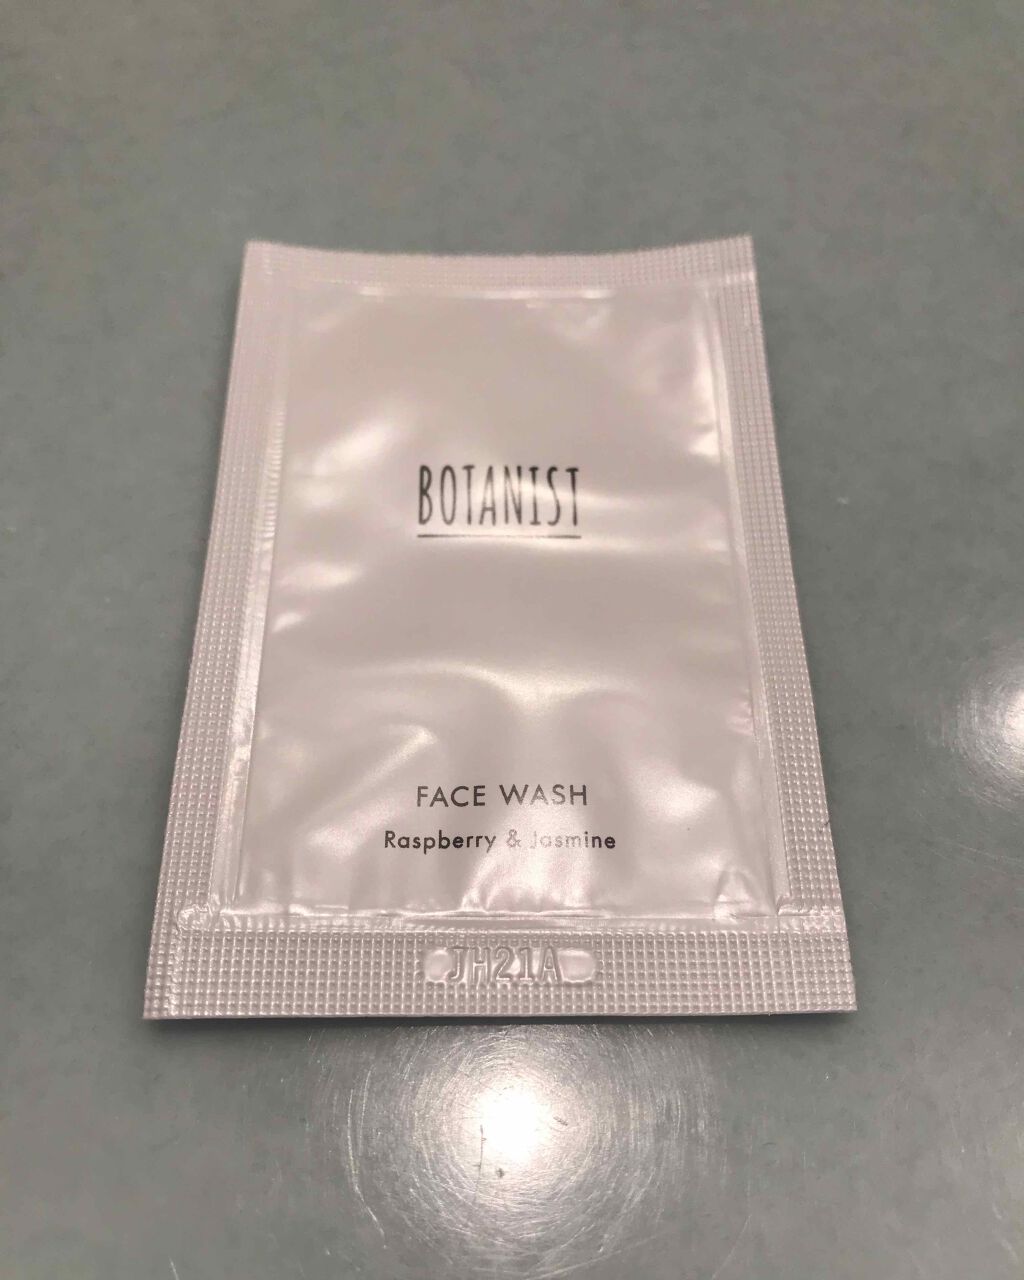 BOTANIST
FACE WASH
Raspberry & Jasmine
JH21A